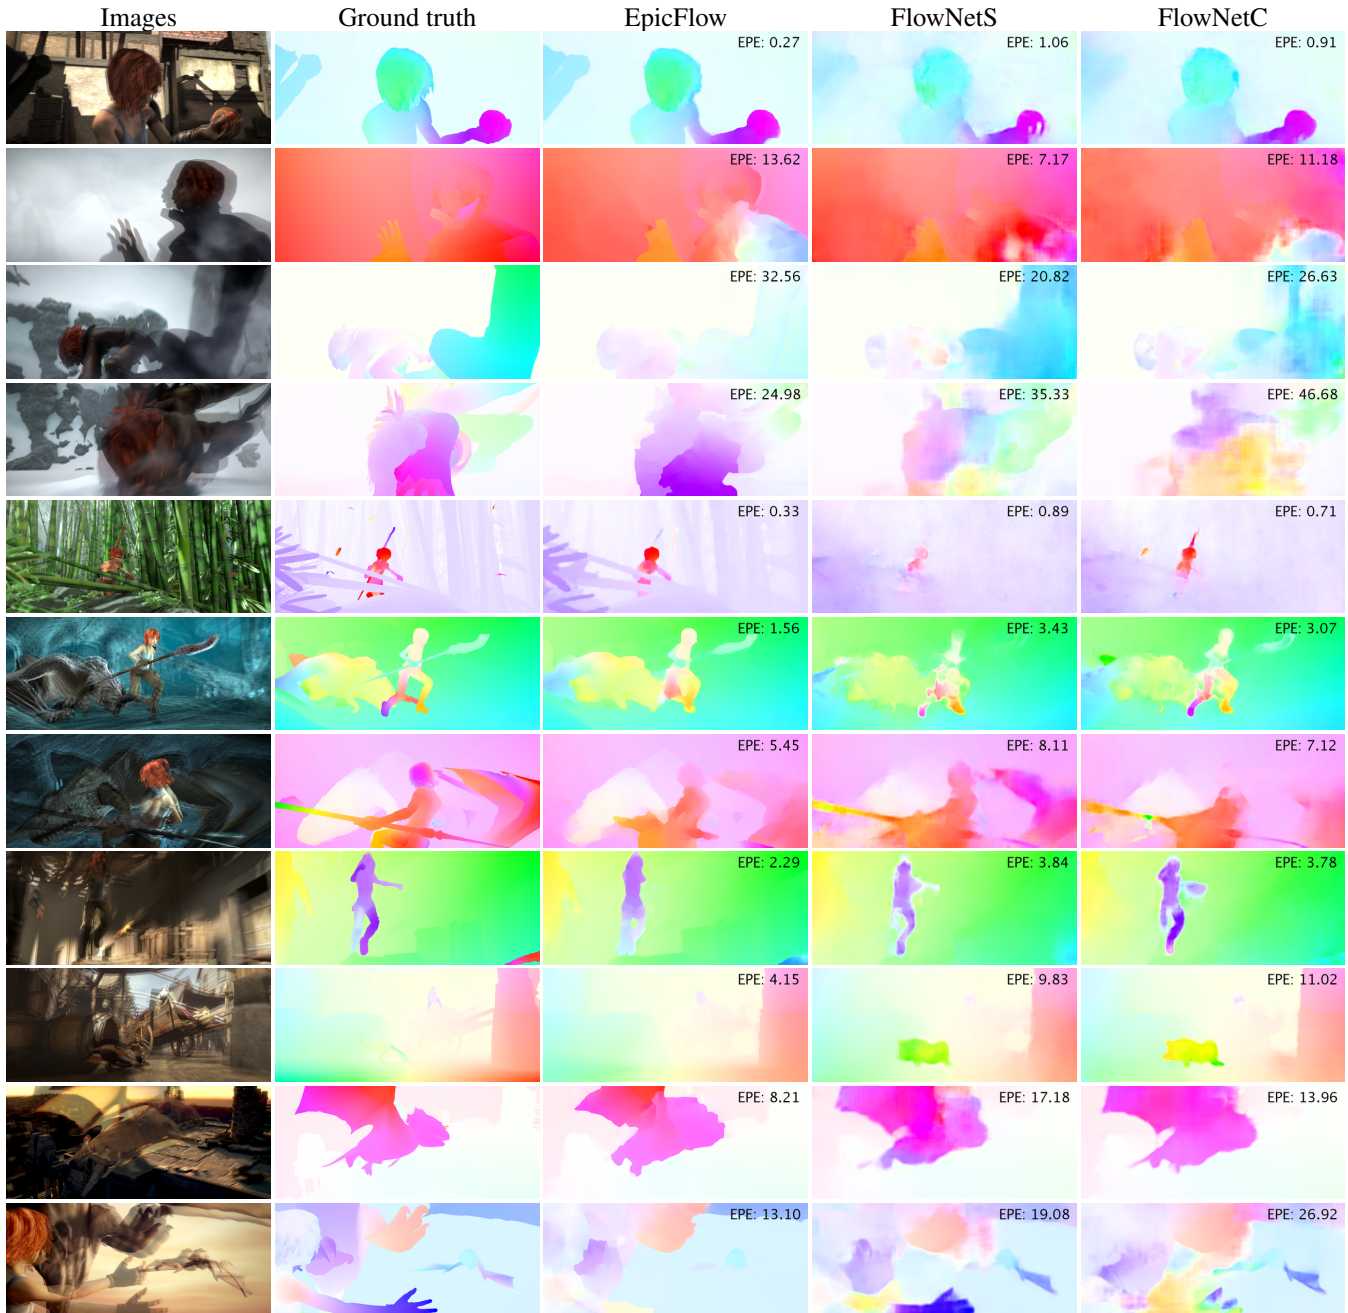 Images Ground truth EpicFlow FlowNetS FlowNetC
EPE: 0.27 EPE: 1.06 EPE: 0.91
EPE: 13.62 EPE: 7.17 EPE: 11.18
EPE: 32.56 EPE: 20.82 EPE: 26.63
EPE: 24.98 EPE: 35.33 EPE: 46.68
EPE: 0.33 EPE: 0.89 EPE: 0.71
EPE: 1.56 EPE: 3.43 EPE: 3.07
EPE: 5.45 EPE: 8.11 EPE: 7.12
EPE: 2.29 EPE: 3.84 EPE: 3.78
EPE: 4.15 EPE: 9.83 EPE: 11.02
EPE: 8.21 EPE: 17.18 EPE: 13.96
EPE: 13.10 EPE: 19.08 EPE: 26.92